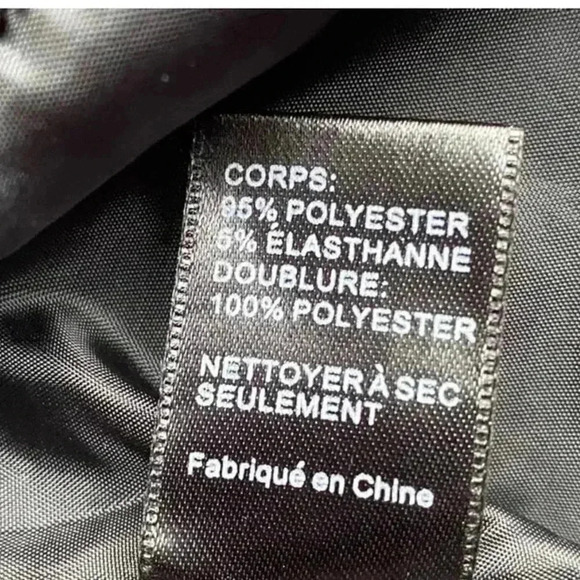 CORPS:
95% POLYESTER
5% ÉLASTHANNE
DOUBLURE:
100% POLYESTER
NETTOYER À SEC
SEULEMENT
Fabriqué en Chine